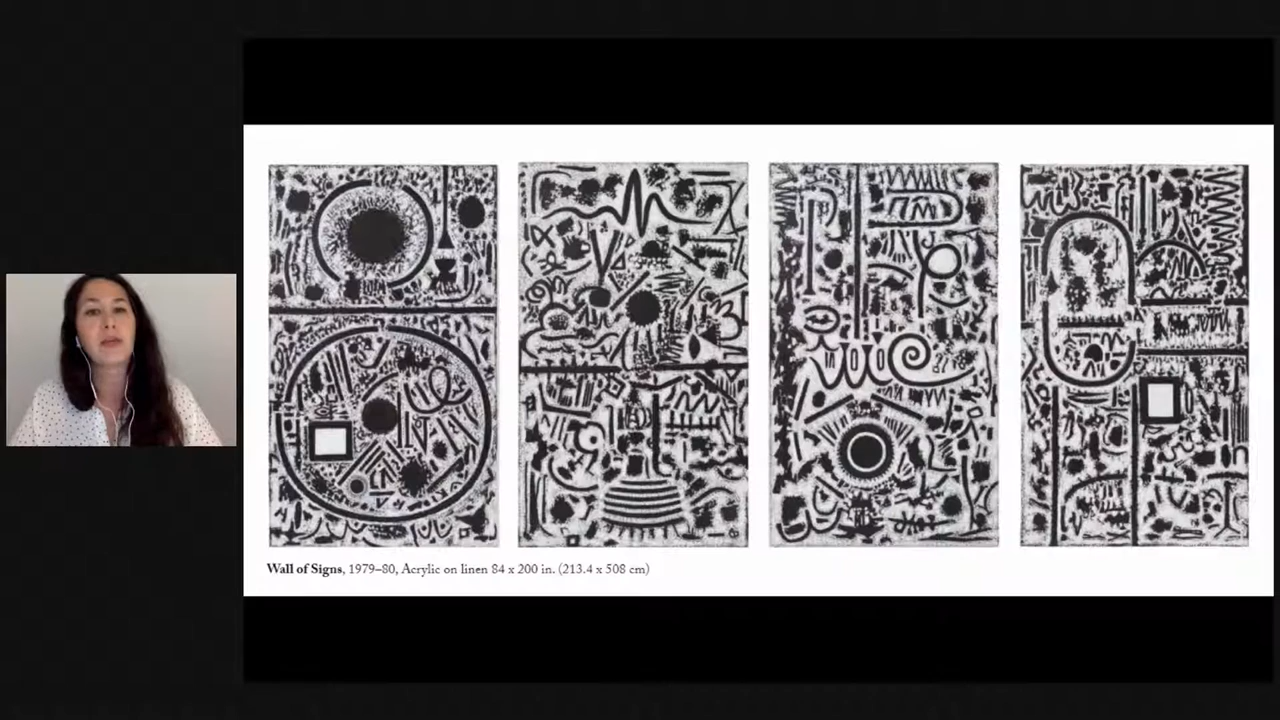 Wall of Signs, 1979–80, Acrylic on linen 84 x 200 in. (213.4 x 508 cm)